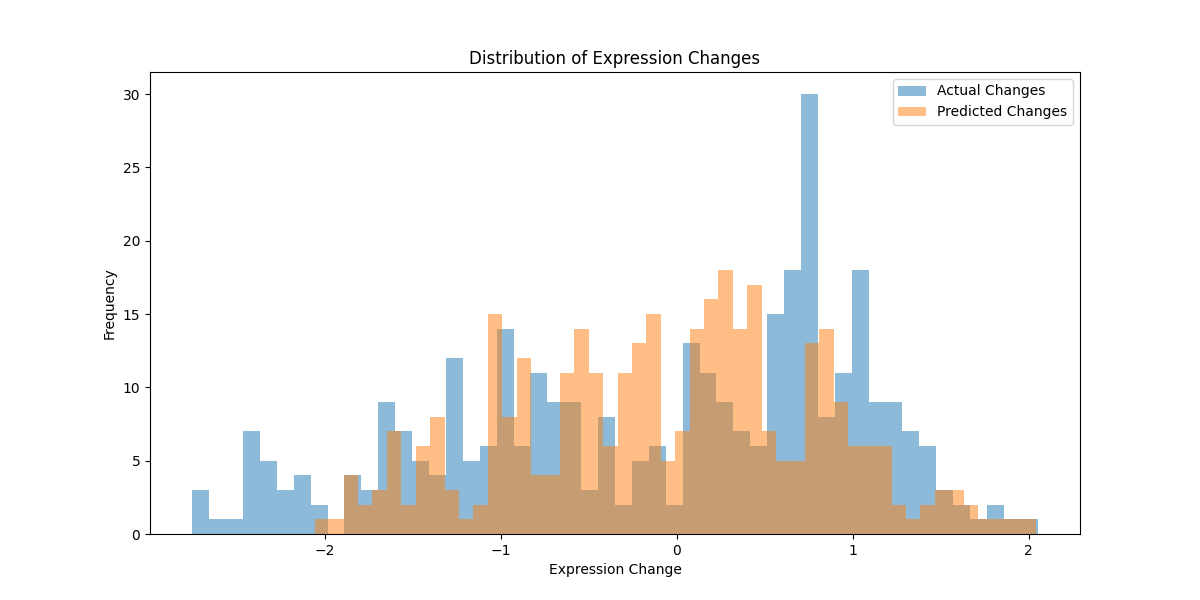 Distribution of Expression Changes
Actual Changes
Predicted Changes
Frequency
30
25
20
15
10
5
0
−2
−1
0
1
2
Expression Change